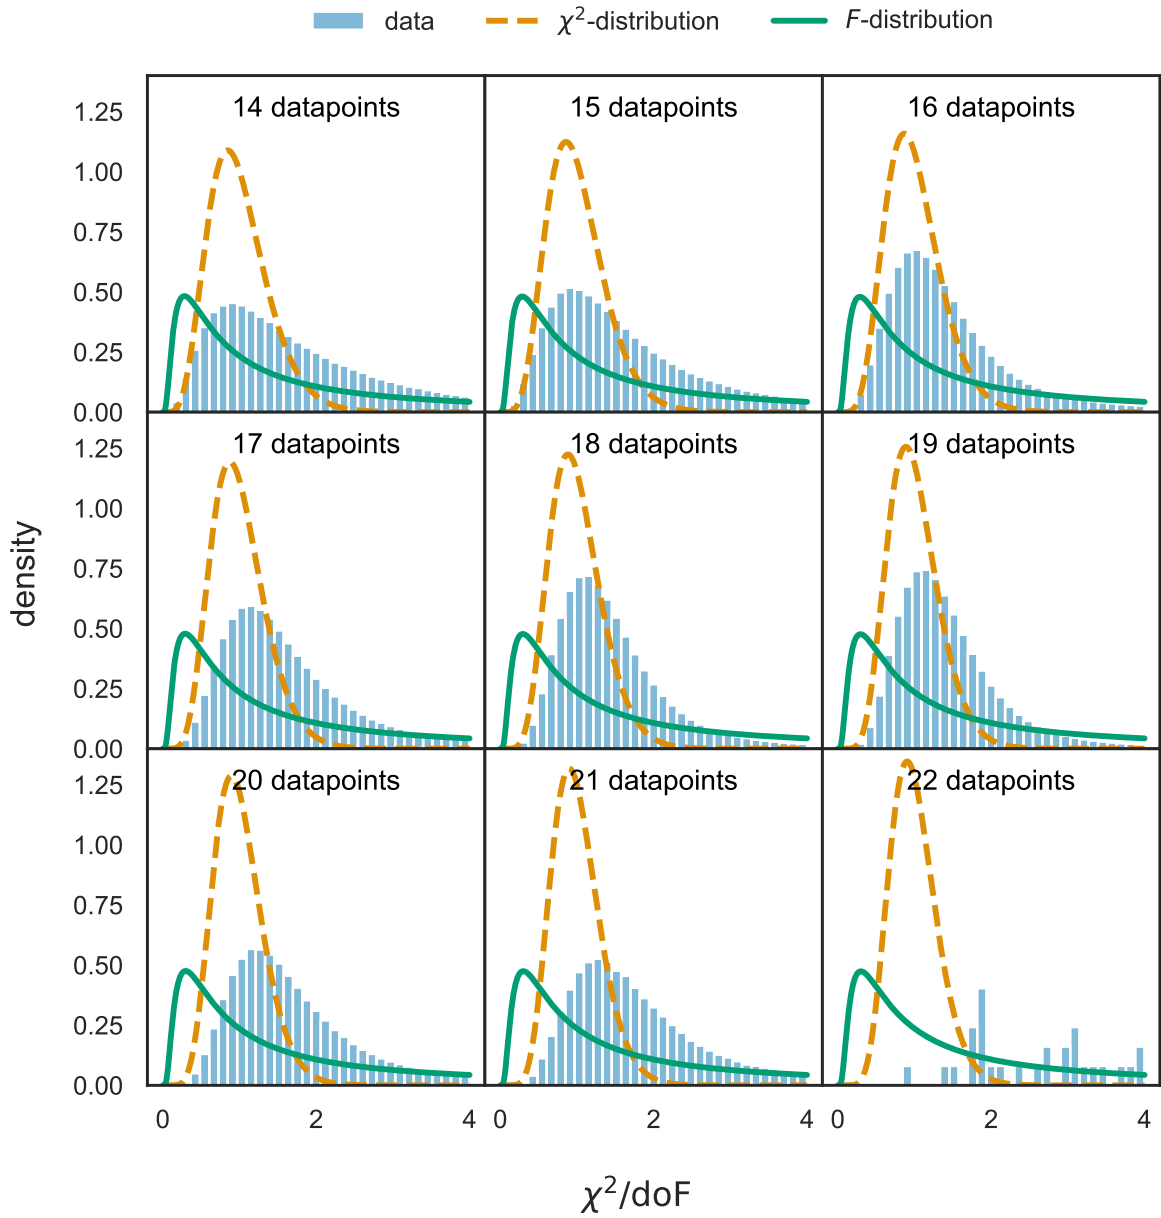 data χ²-distribution F-distribution
14 datapoints 15 datapoints 16 datapoints
1.25
1.00
0.75
0.50
0.25
0.00
17 datapoints 18 datapoints 19 datapoints
1.25
1.00
0.75
0.50
0.25
0.00
density
20 datapoints 21 datapoints 22 datapoints
1.25
1.00
0.75
0.50
0.25
0.00
0 2 4 0 2 4 0 2 4
χ²/doF